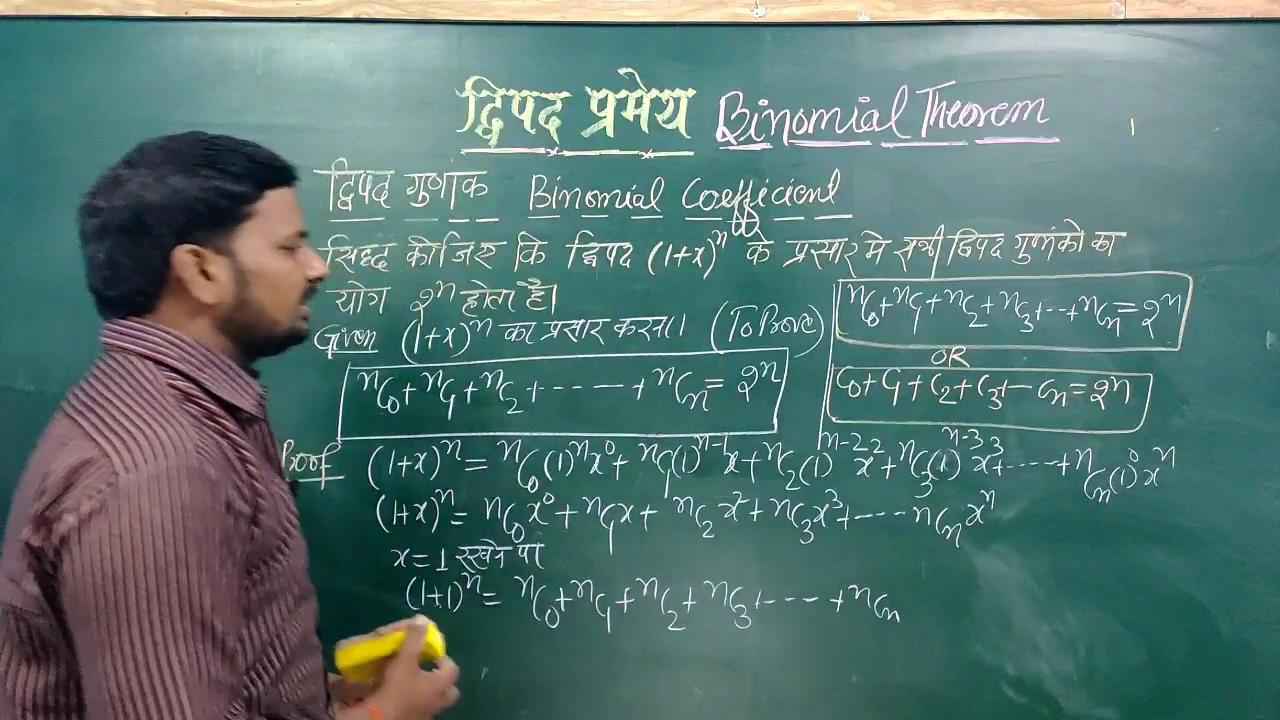 द्विपद प्रमेय Binomial Theorem
द्विपद गुणांक Binomial Coefficient
सिद्ध कीजिए कि द्विपद (1+x)ⁿ के प्रसार मे सभी द्विपद गुणांको का
योग 2ⁿ होता है।
Given (1+x)ⁿ का प्रसार करना। (To Prove)
ⁿC₀+ⁿC₁+ⁿC₂+----+ⁿCₙ=2ⁿ
ⁿC₀+ⁿC₁+ⁿC₂+ⁿC₃+--+ⁿCₙ=2ⁿ
OR
C₀+C₁+C₂+C₃+--Cₙ=2ⁿ
Proof (1+x)ⁿ=ⁿC₀(1)ⁿx⁰+ⁿC₁(1)ⁿ⁻¹x+ⁿC₂(1)ⁿ⁻²x²+ⁿC₃(1)ⁿ⁻³x³+----+ⁿCₙ(1)⁰xⁿ
(1+x)ⁿ=ⁿC₀x⁰+ⁿC₁x+ⁿC₂x²+ⁿC₃x³+---ⁿCₙxⁿ
x=1 रखने पर
(1+1)ⁿ=ⁿC₀+ⁿC₁+ⁿC₂+ⁿC₃+----+ⁿCₙ